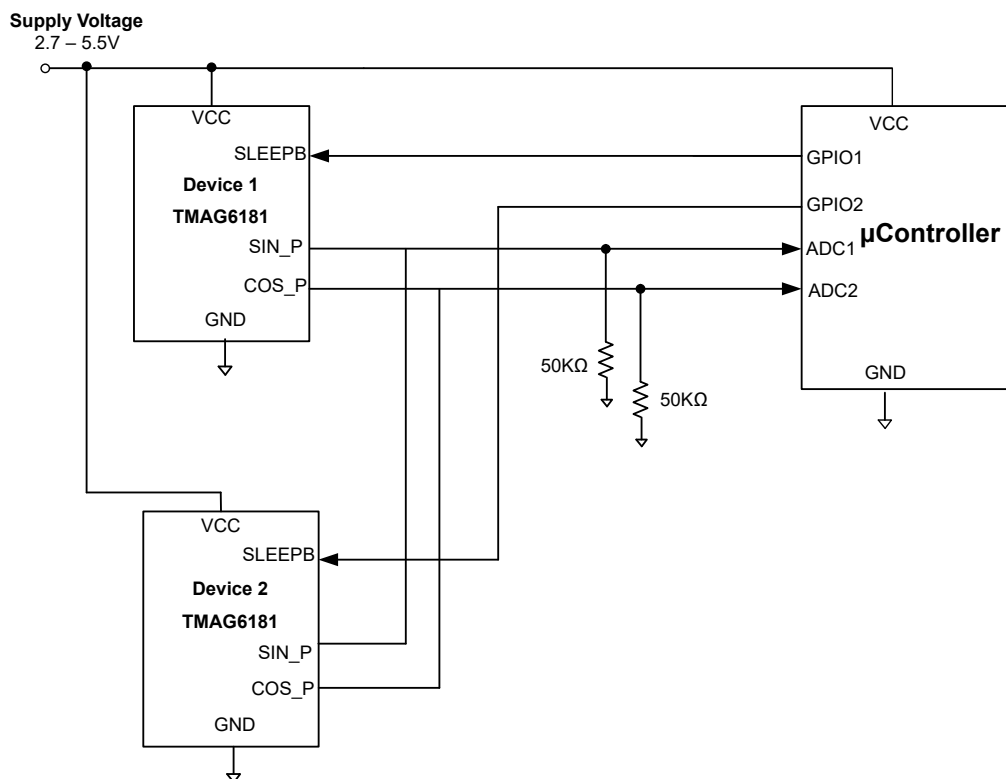 Supply Voltage
2.7 – 5.5V
VCC
SLEEPB
Device 1
TMAG6181
SIN_P
COS_P
GND
VCC
GPIO1
GPIO2
µController
ADC1
ADC2
GND
50KΩ
50KΩ
VCC
SLEEPB
Device 2
TMAG6181
SIN_P
COS_P
GND